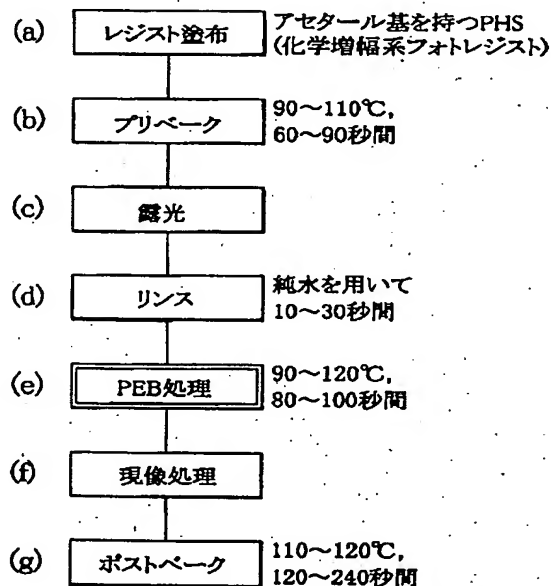 (a) レジスト塗布 アセタール基を持つPHS
(化学増幅系フォトレジスト)
(b) プリベーク 90~110℃,
60~90秒間
(c) 露光
(d) リンス 純水を用いて
10~30秒間
(e) PEB処理 90~120℃,
80~100秒間
(f) 現像処理
(g) ポストベーク 110~120℃,
120~240秒間